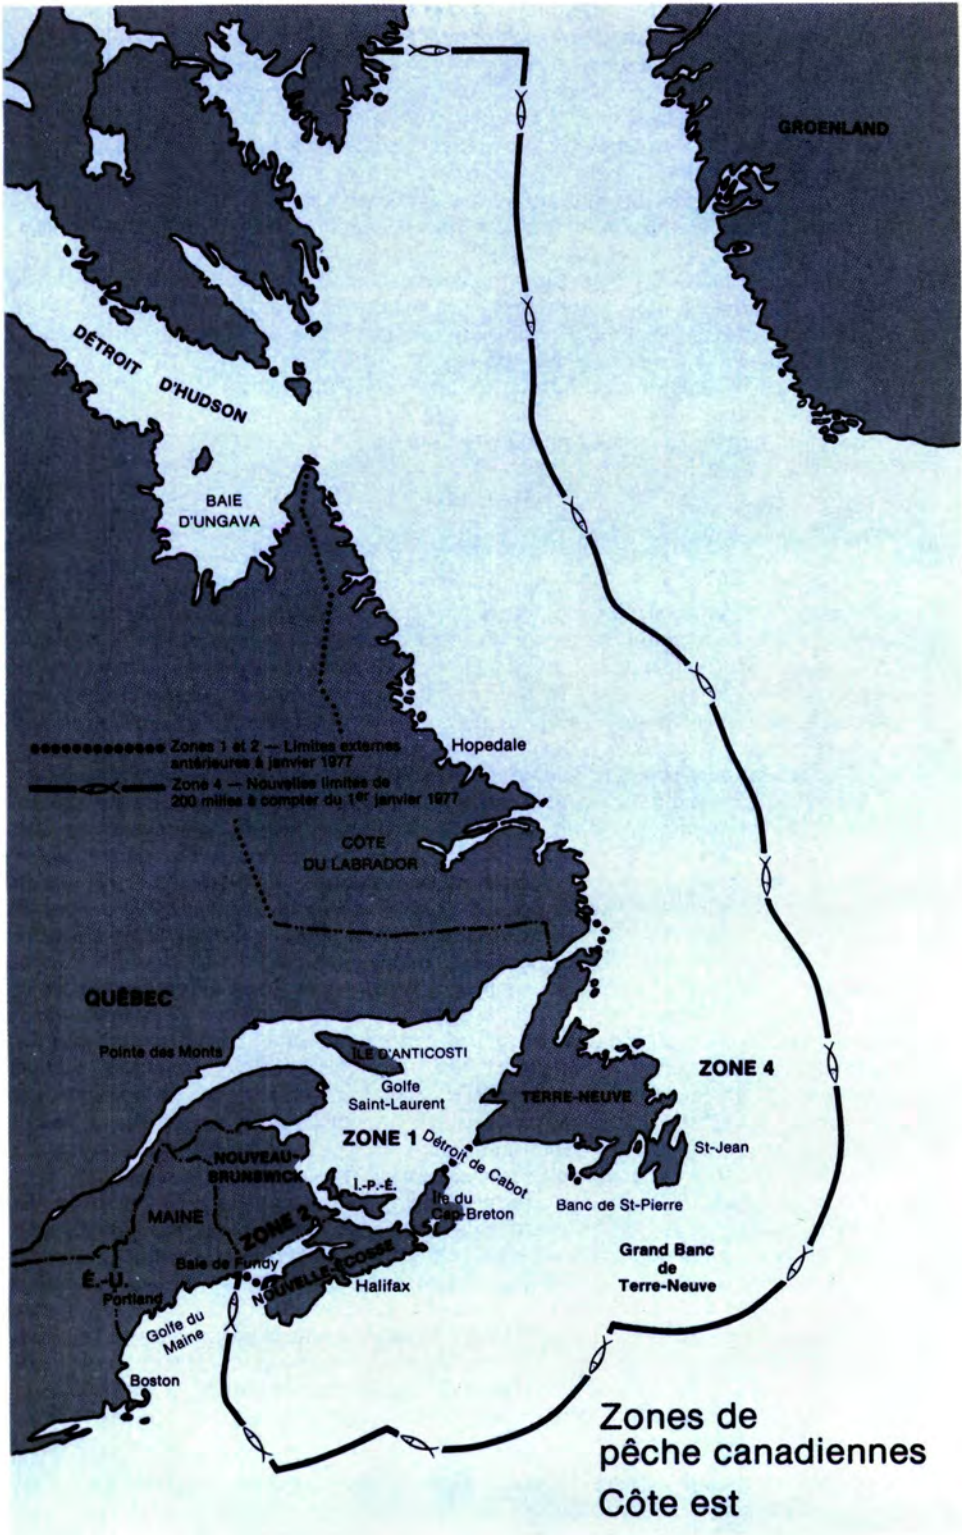 GROENLAND
DÉTROIT D'HUDSON
BAIE
D'UNGAVA
Hopedale
Zones 1 et 2 — Limites externes
antérieures à janvier 1977
Zone 4 — Nouvelles limites de
200 milles à compter du 1er janvier 1977
CÔTE
DU LABRADOR
QUÉBEC
Pointe des Monts
ÎLE D'ANTICOSTI
Golfe
Saint-Laurent
ZONE 4
TERRE-NEUVE
ZONE 1
Détroit de Cabot
St-Jean
NOUVEAU-
BRUNSWICK
Î.-P.-É.
Île du
Cap-Breton
Banc de St-Pierre
MAINE
ZONE 2
Baie de Fundy
NOUVELLE-ÉCOSSE
Halifax
Grand Banc
de
Terre-Neuve
É.-U.
Portland
Golfe du
Maine
Boston
Zones de
pêche canadiennes
Côte est